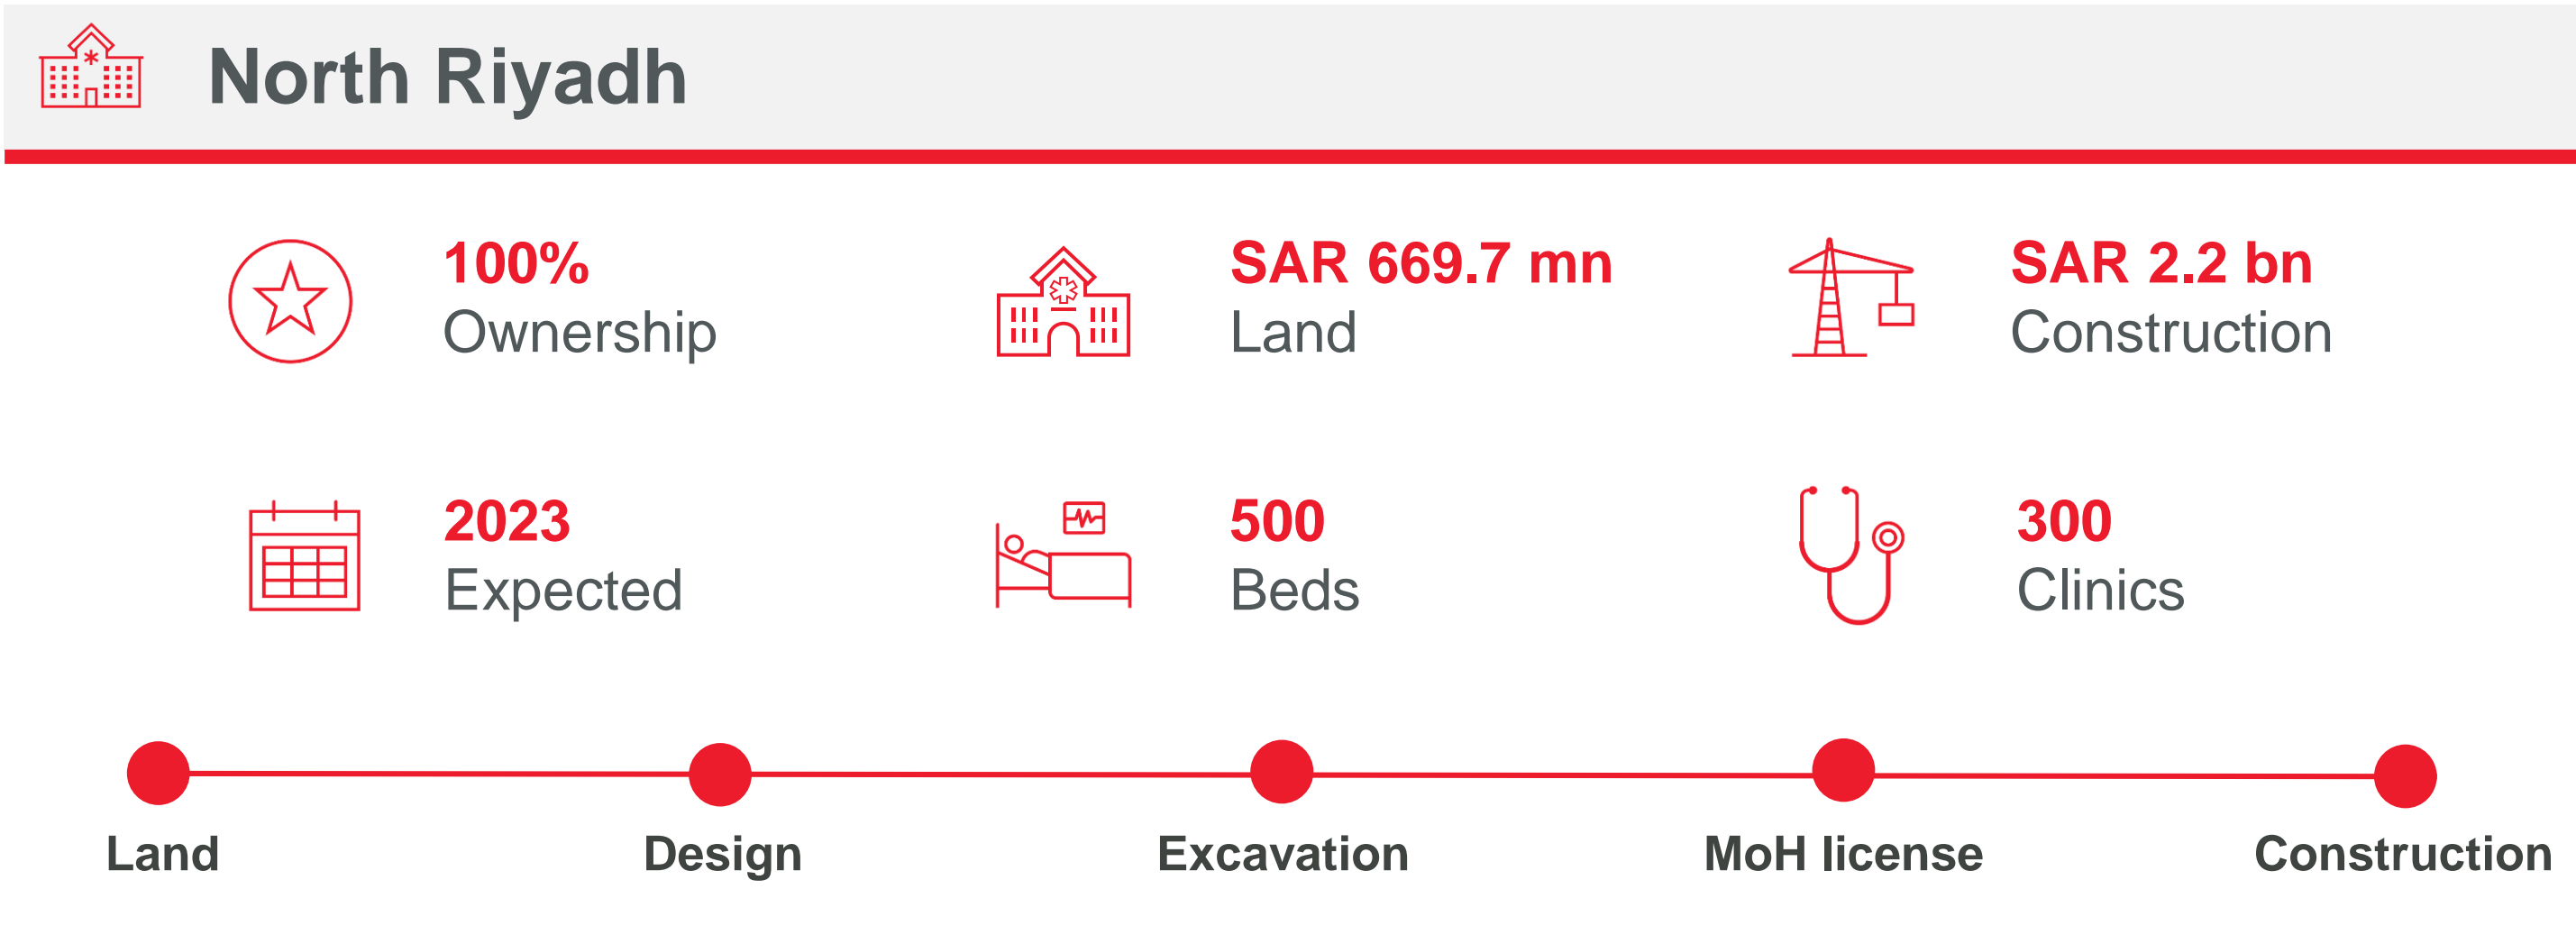 North Riyadh
100%
Ownership
SAR 669.7 mn
Land
SAR 2.2 bn
Construction
2023
Expected
500
Beds
300
Clinics
Land
Design
Excavation
MoH license
Construction